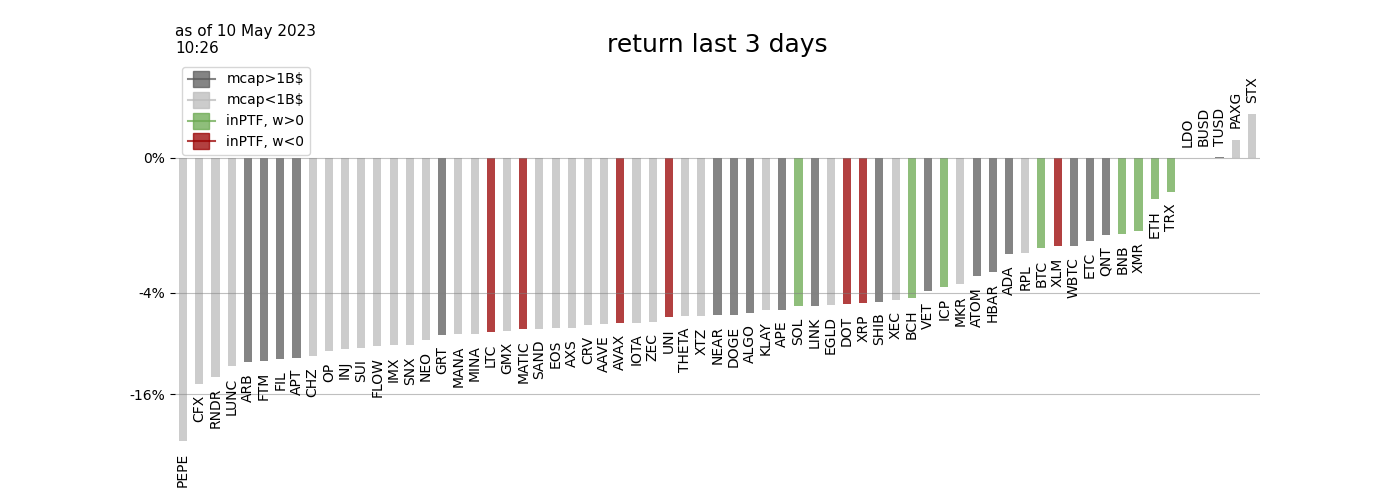 as of 10 May 2023
10:26
return last 3 days
mcap>1B$
mcap<1B$
inPTF, w>0
inPTF, w<0
0%
-4%
-16%
PEPE
CFX
RNDR
LUNC
ARB
FTM
FIL
APT
CHZ
OP
INJ
SUI
FLOW
IMX
SNX
NEO
GRT
MANA
MINA
LTC
GMX
MATIC
SAND
EOS
AXS
CRV
AAVE
AVAX
IOTA
ZEC
UNI
THETA
XTZ
NEAR
DOGE
ALGO
KLAY
APE
SOL
LINK
EGLD
DOT
XRP
SHIB
XEC
BCH
VET
ICP
MKR
ATOM
HBAR
ADA
RPL
BTC
XLM
WBTC
ETC
QNT
BNB
XMR
ETH
TRX
LDO
BUSD
TUSD
PAXG
STX